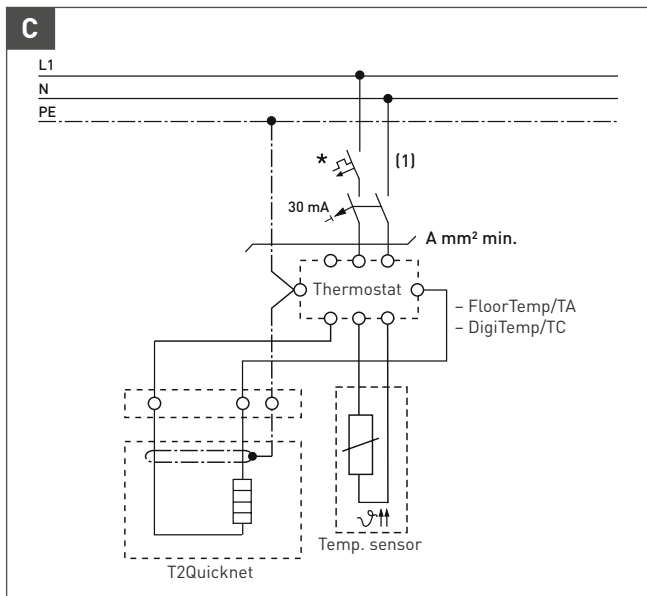 C
L1
N
PE
*
(1)
30 mA
A mm² min.
Thermostat
– FloorTemp/TA
– DigiTemp/TC
ϑ
Temp. sensor
T2Quicknet